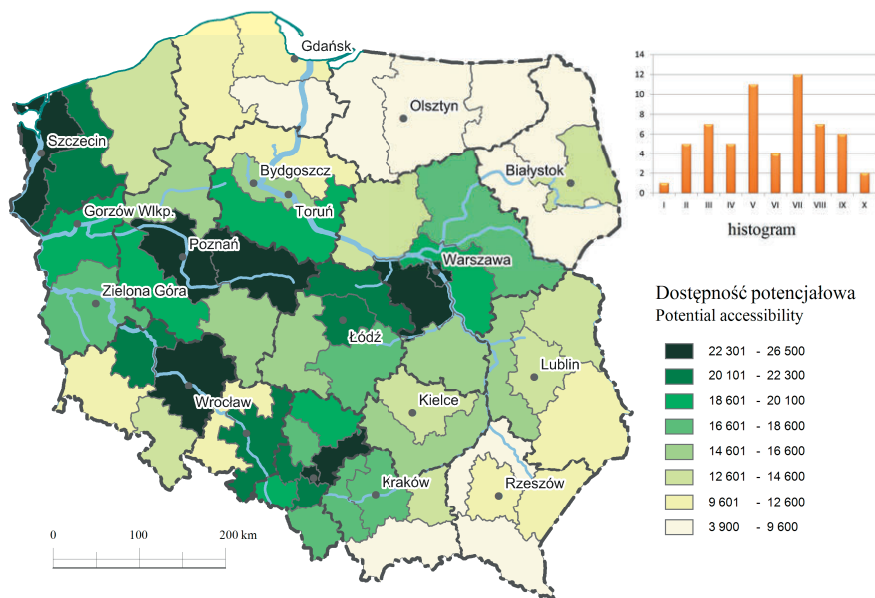 Gdańsk
Olsztyn
Szczecin
Bydgoszcz
Białystok
Gorzów Wlkp.
Toruń
Poznań
Warszawa
Zielona Góra
Łódź
Lublin
Wrocław
Kielce
Kraków
Rzeszów
0 100 200 km
14
12
10
8
6
4
2
0
I II III IV V VI VII VIII IX X
histogram
Dostępność potencjałowa
Potential accessibility
22 301 - 26 500
20 101 - 22 300
18 601 - 20 100
16 601 - 18 600
14 601 - 16 600
12 601 - 14 600
9 601 - 12 600
3 900 - 9 600